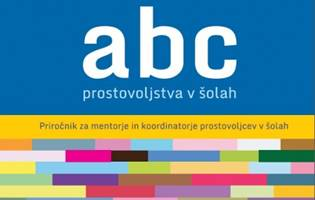 abc
prostovoljstva v šolah
Priročnik za mentorje in koordinatorje prostovoljcev v šolah